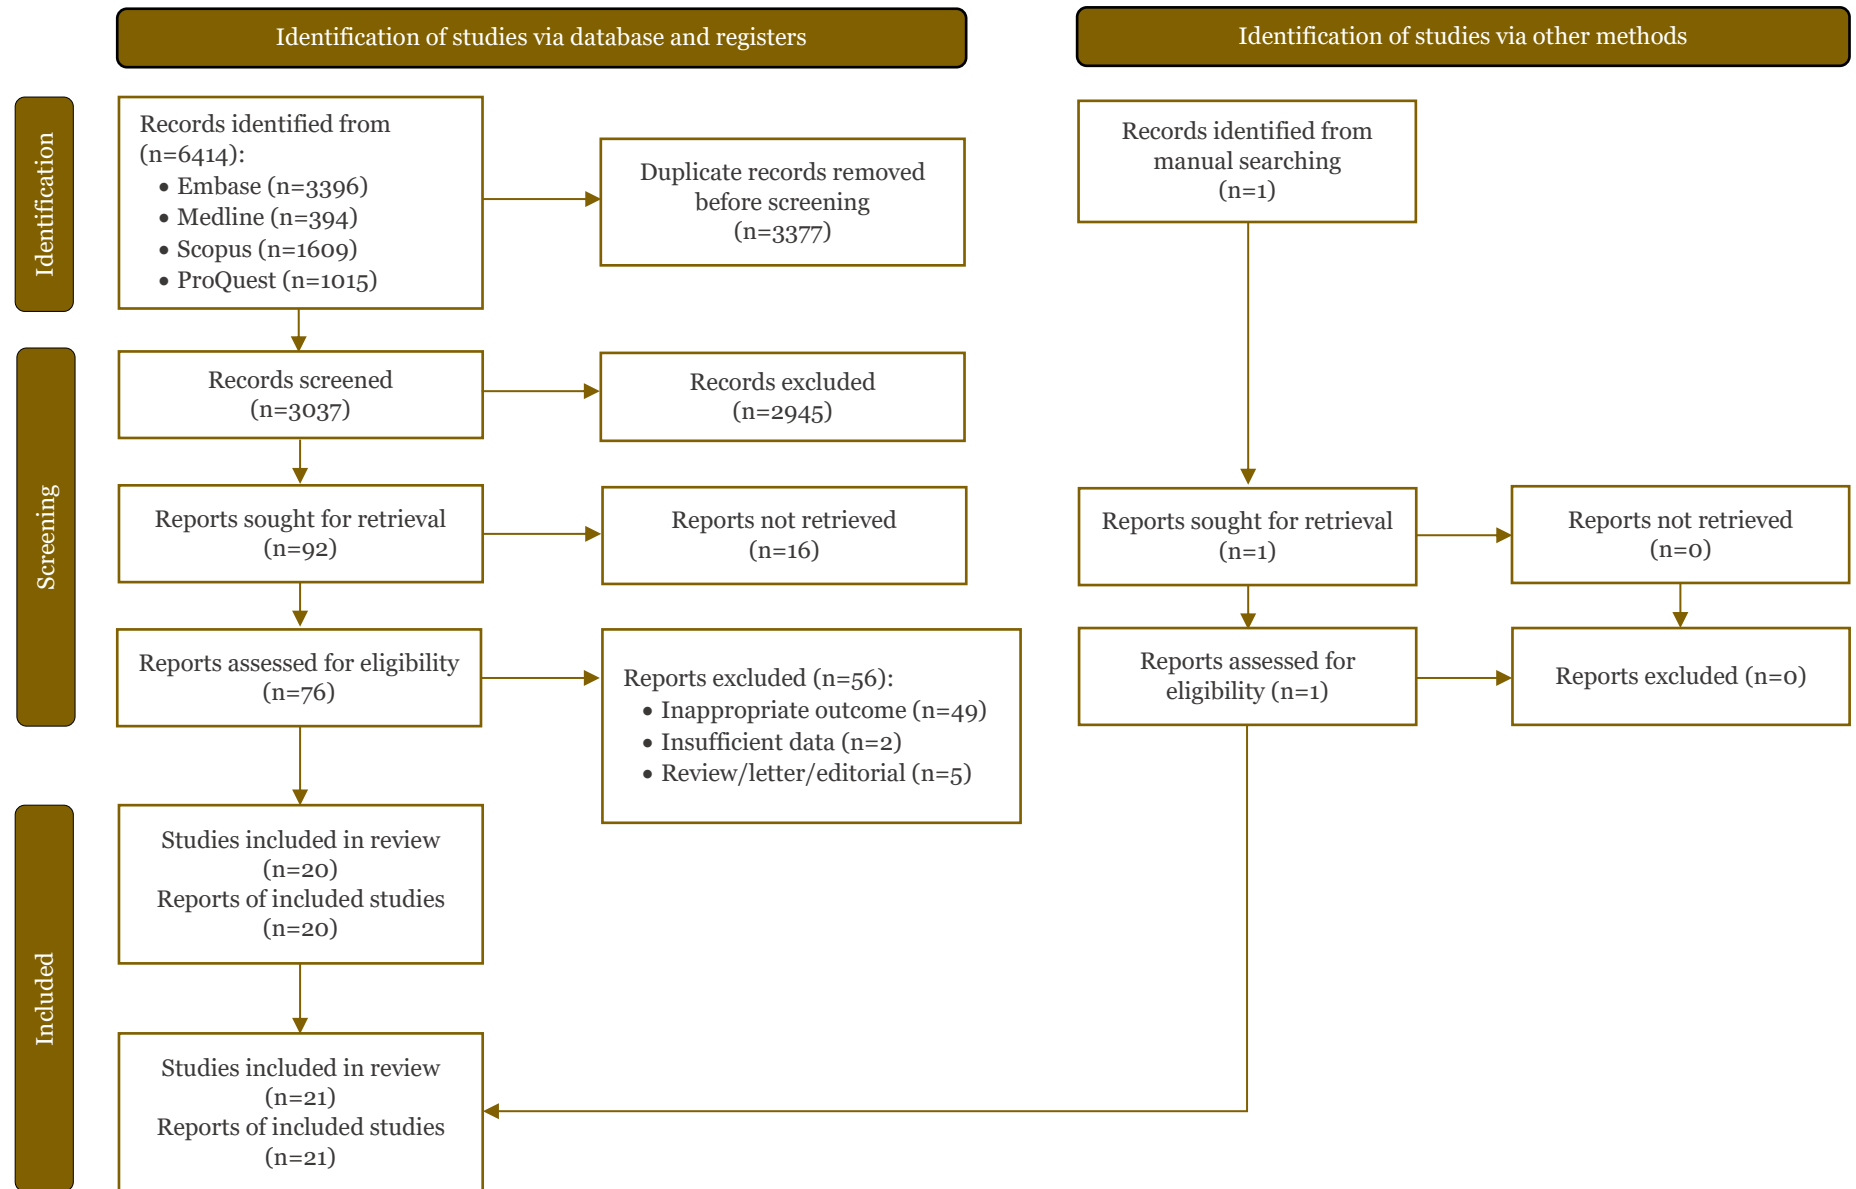 Identification of studies via database and registers
Identification of studies via other methods
Identification
Records identified from
(n=6414):
• Embase (n=3396)
• Medline (n=394)
• Scopus (n=1609)
• ProQuest (n=1015)
Duplicate records removed
before screening
(n=3377)
Records identified from
manual searching
(n=1)
Screening
Records screened
(n=3037)
Records excluded
(n=2945)
Reports sought for retrieval
(n=92)
Reports not retrieved
(n=16)
Reports sought for retrieval
(n=1)
Reports not retrieved
(n=0)
Reports assessed for eligibility
(n=76)
Reports excluded (n=56):
• Inappropriate outcome (n=49)
• Insufficient data (n=2)
• Review/letter/editorial (n=5)
Reports assessed for
eligibility (n=1)
Reports excluded (n=0)
Included
Studies included in review
(n=20)
Reports of included studies
(n=20)
Studies included in review
(n=21)
Reports of included studies
(n=21)